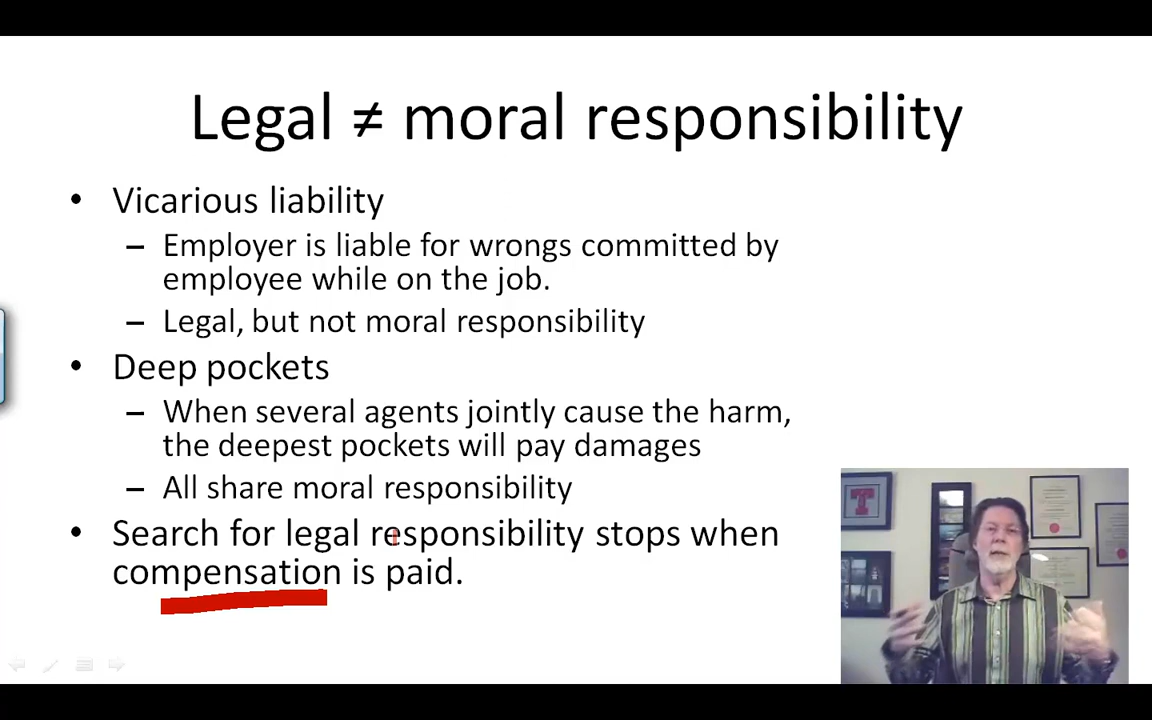 Legal ≠ moral responsibility
• Vicarious liability
– Employer is liable for wrongs committed by
employee while on the job.
– Legal, but not moral responsibility
• Deep pockets
– When several agents jointly cause the harm,
the deepest pockets will pay damages
– All share moral responsibility
• Search for legal responsibility stops when
compensation is paid.